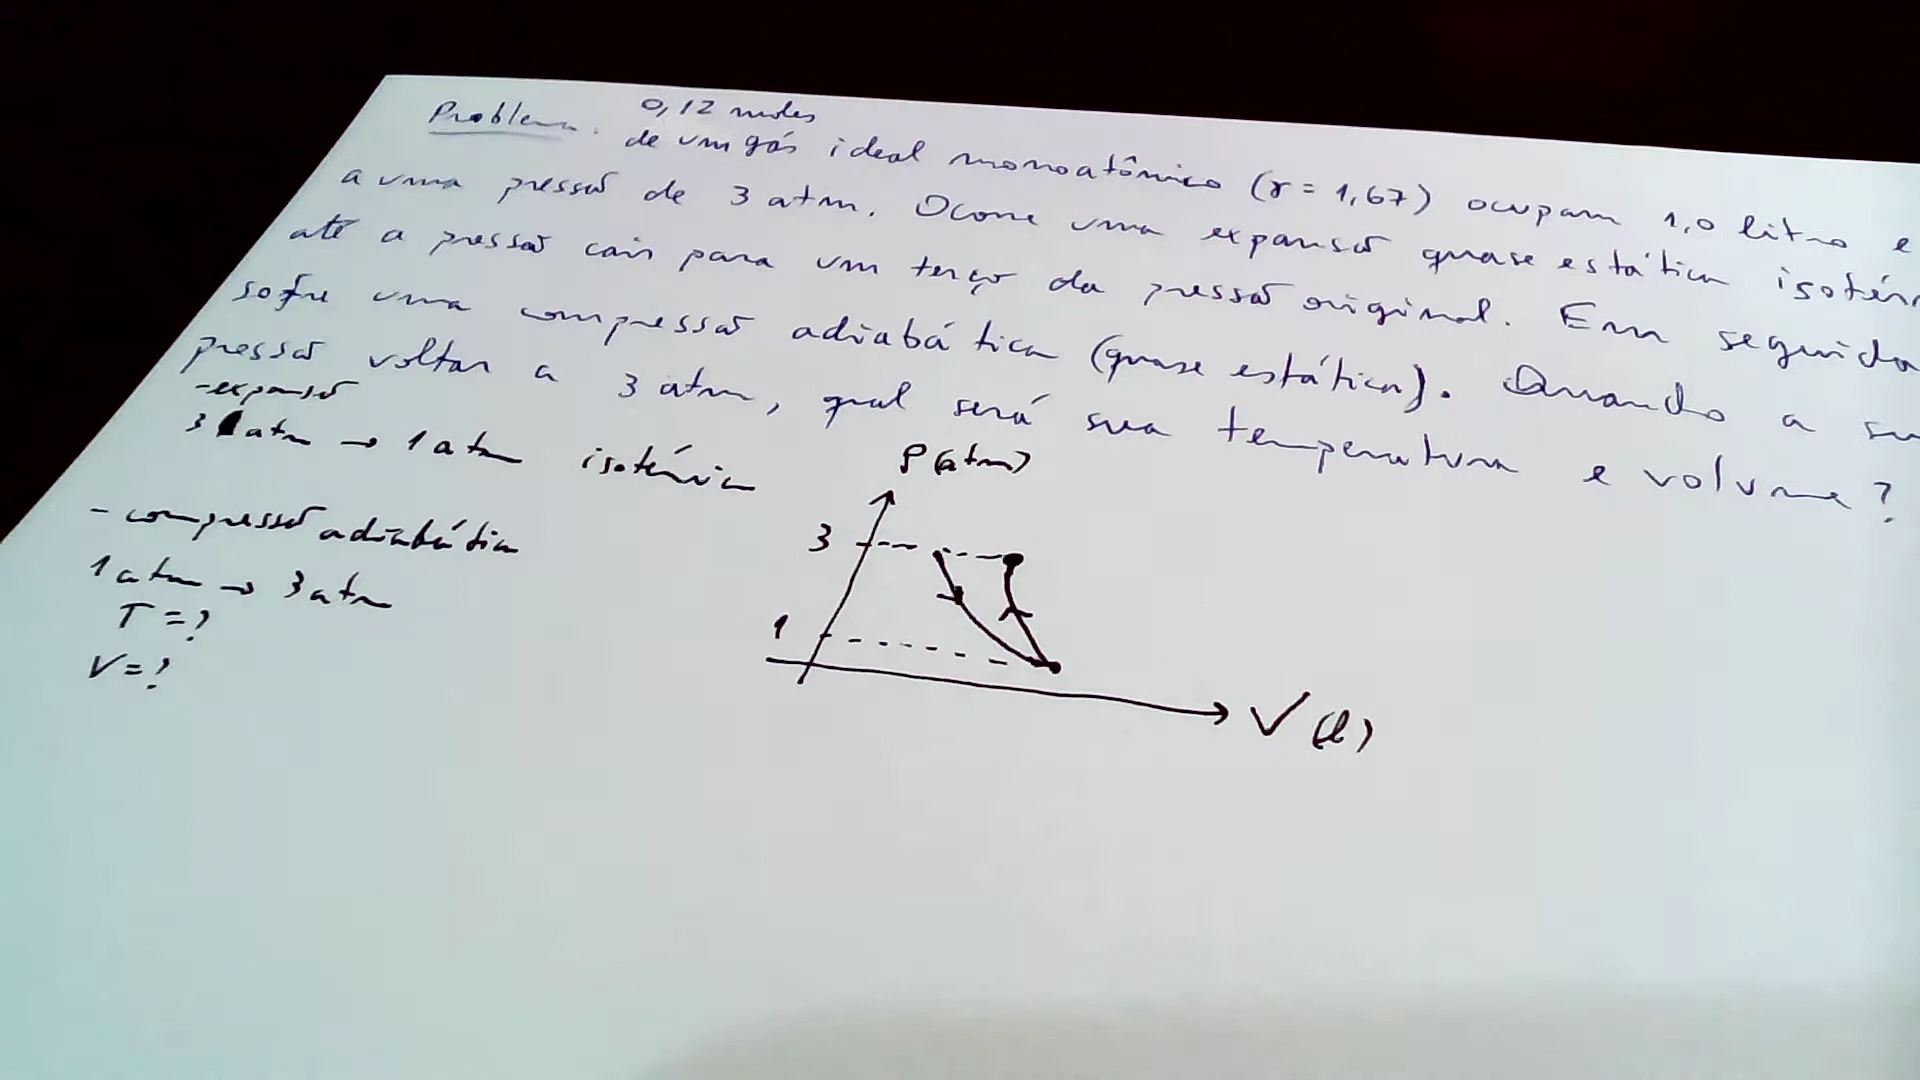 Problema. 0,12 moles
de um gás ideal monoatômico (γ = 1,67) ocupam 1,0 litro e
a uma pressão de 3 atm. Ocorre uma expansão quase estática isotérm
até a pressão cair para um terço da pressão original. Em seguida
sofre uma compressão adiabática (quase estática). Quando a su
pressão voltar a 3 atm, qual será sua temperatura e volume?
- expansão
3 atm → 1 atm isotérmica
- compressão adiabática
1 atm → 3 atm
T = ?
V = ?
P(atm)
3
1
V (l)